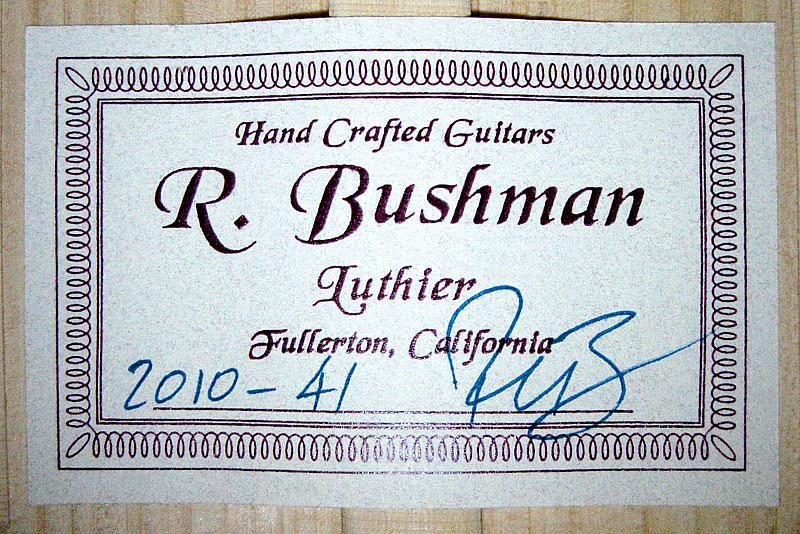 Hand Crafted Guitars
R. Bushman
Luthier
Fullerton, California
2010-41